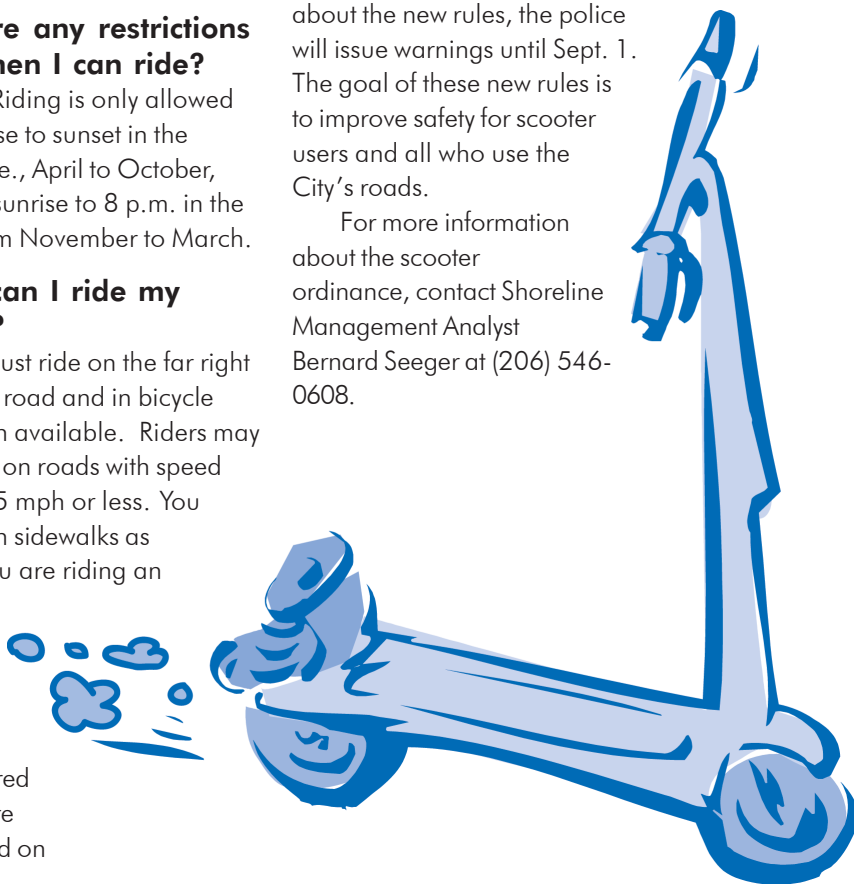 re any restrictions
hen I can ride?
Riding is only allowed
se to sunset in the
e., April to October,
sunrise to 8 p.m. in the
m November to March.
can I ride my
?
ust ride on the far right
road and in bicycle
n available. Riders may
on roads with speed
5 mph or less. You
n sidewalks as
u are riding an
red
re
d on
about the new rules, the police
will issue warnings until Sept. 1.
The goal of these new rules is
to improve safety for scooter
users and all who use the
City's roads.
For more information
about the scooter
ordinance, contact Shoreline
Management Analyst
Bernard Seeger at (206) 546-
0608.